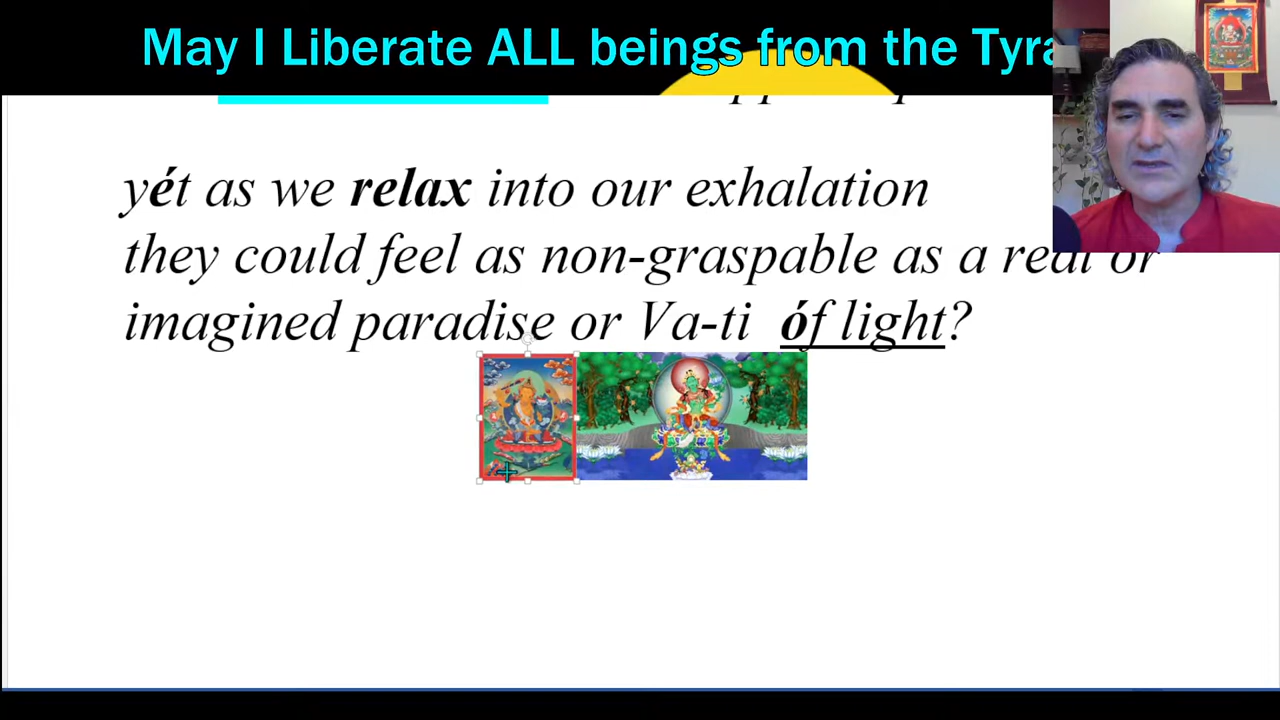 May I Liberate ALL beings from the
yét as we relax into our exhalation
they could feel as non-graspable as a real or
imagined paradise or Va-ti óf light?